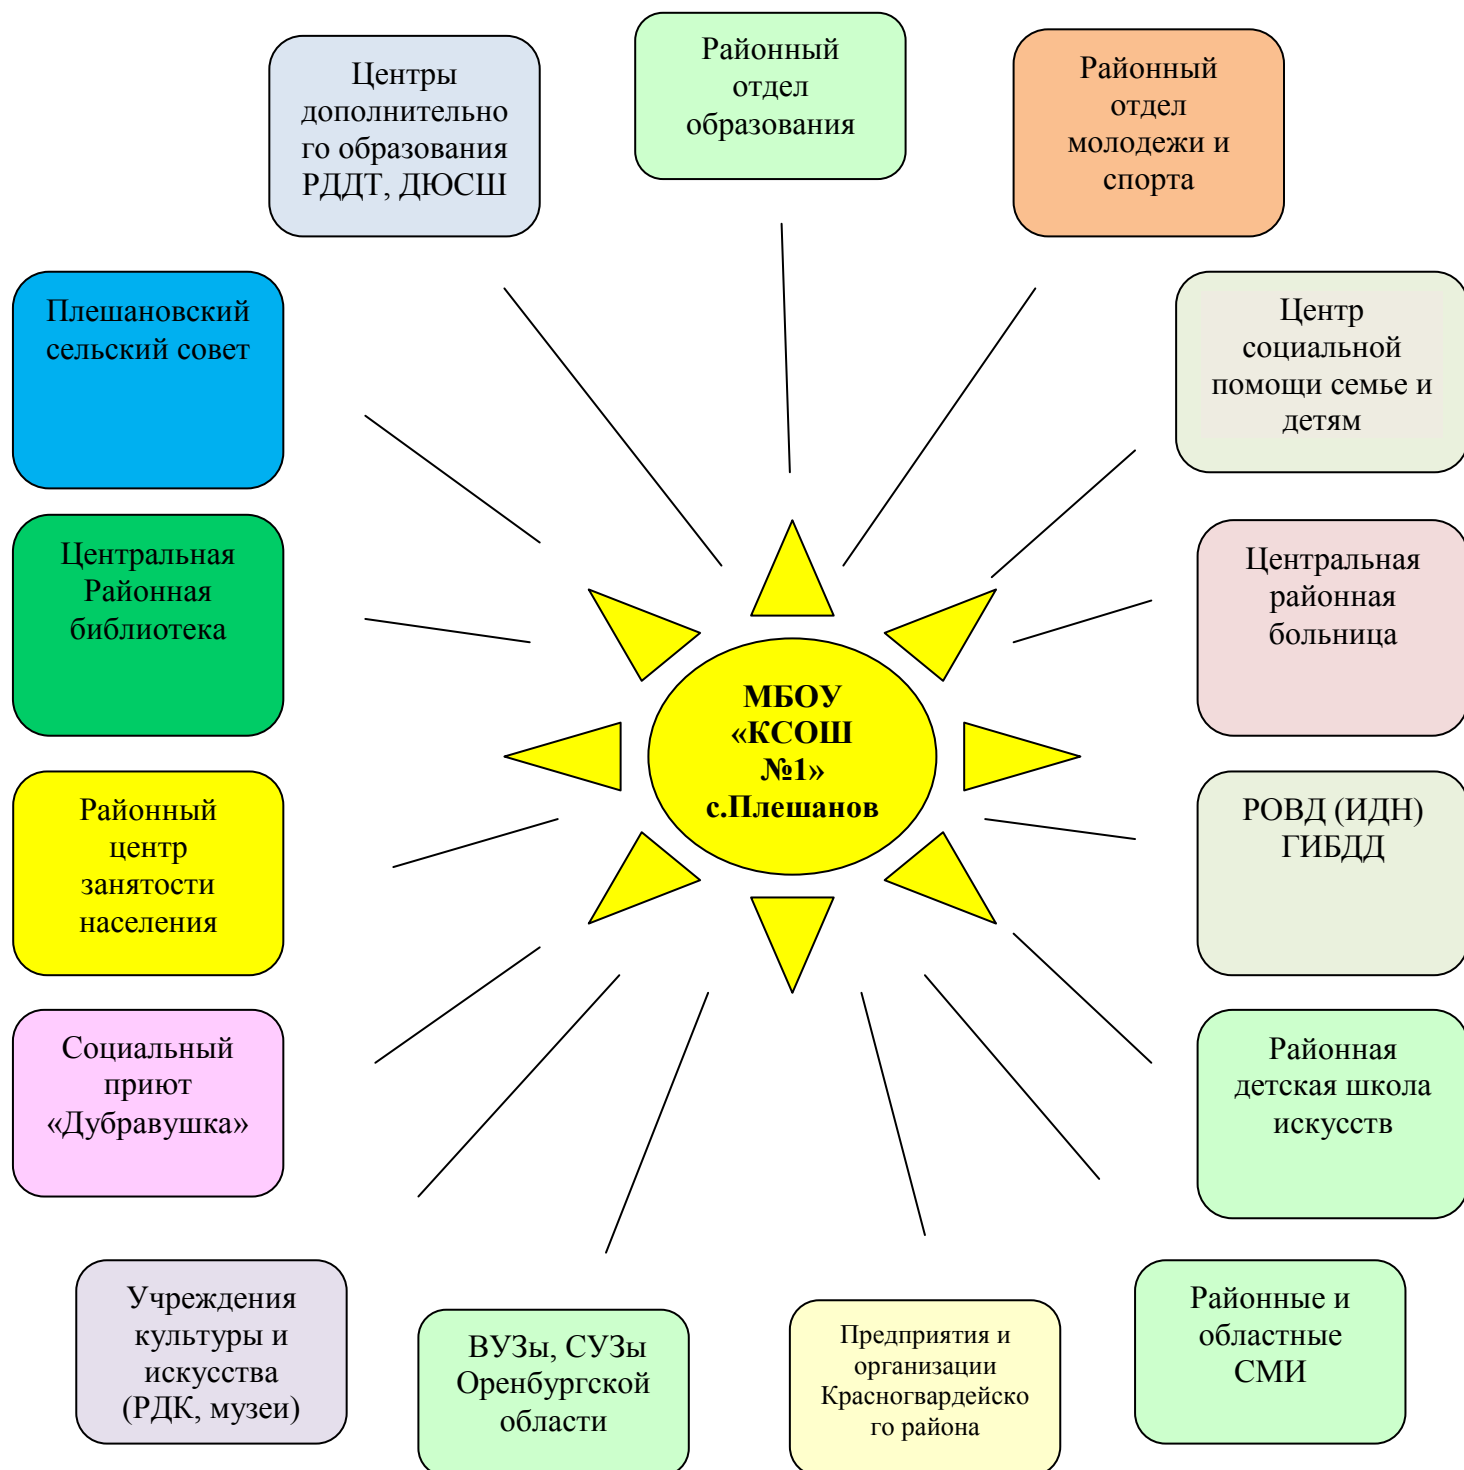 Центры
дополнительно
го образования
РДДТ, ДЮСШ
Районный
отдел
образования
Районный
отдел
молодежи и
спорта
Плешановский
сельский совет
Центр
социальной
помощи семье и
детям
Центральная
Районная
библиотека
Центральная
районная
больница
МБОУ
«КСОШ
№1»
с.Плешанов
Районный
центр
занятости
населения
РОВД (ИДН)
ГИБДД
Социальный
приют
«Дубравушка»
Районная
детская школа
искусств
Учреждения
культуры и
искусства
(РДК, музеи)
ВУЗы, СУЗы
Оренбургской
области
Предприятия и
организации
Красногвардейско
го района
Районные и
областные
СМИ